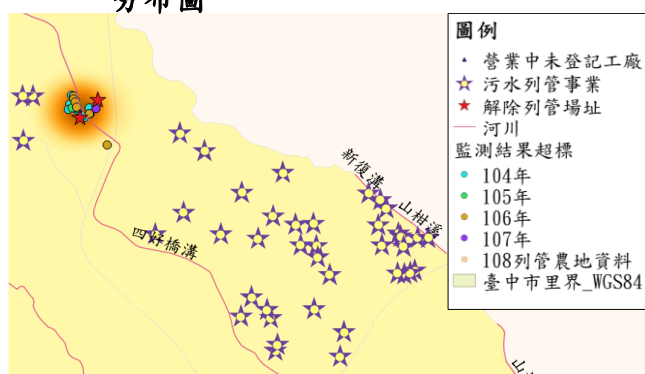 分布圖
圖例
營業中未登記工廠
污水列管事業
解除列管場址
河川
監測結果超標
104年
105年
106年
107年
108列管農地資料
臺中市里界_WGS84
新復溝
山柑溪
四好橋溝